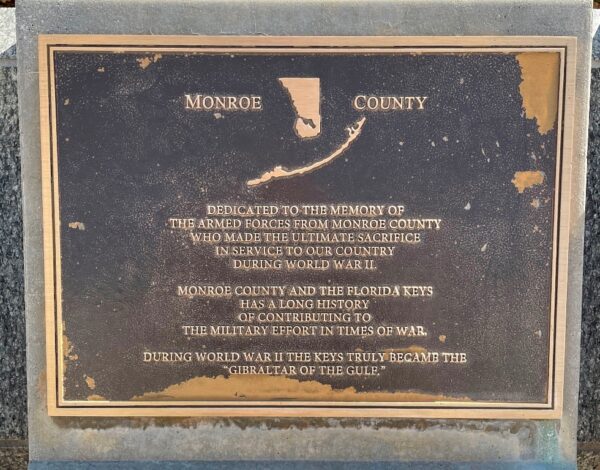 MONROE COUNTY
DEDICATED TO THE MEMORY OF
THE ARMED FORCES FROM MONROE COUNTY
WHO MADE THE ULTIMATE SACRIFICE
IN SERVICE TO OUR COUNTRY
DURING WORLD WAR II.
MONROE COUNTY AND THE FLORIDA KEYS
HAS A LONG HISTORY
OF CONTRIBUTING TO
THE MILITARY EFFORT IN TIMES OF WAR.
DURING WORLD WAR II THE KEYS TRULY BECAME THE
"GIBRALTAR OF THE GULF."